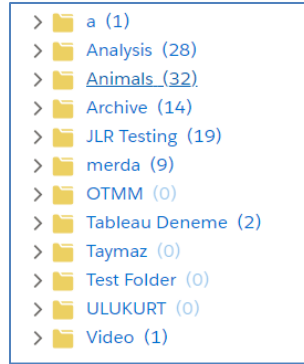 a (1)
Analysis (28)
Animals (32)
Archive (14)
JLR Testing (19)
merda (9)
OTMM (0)
Tableau Deneme (2)
Taymaz (0)
Test Folder (0)
ULUKURT (0)
Video (1)